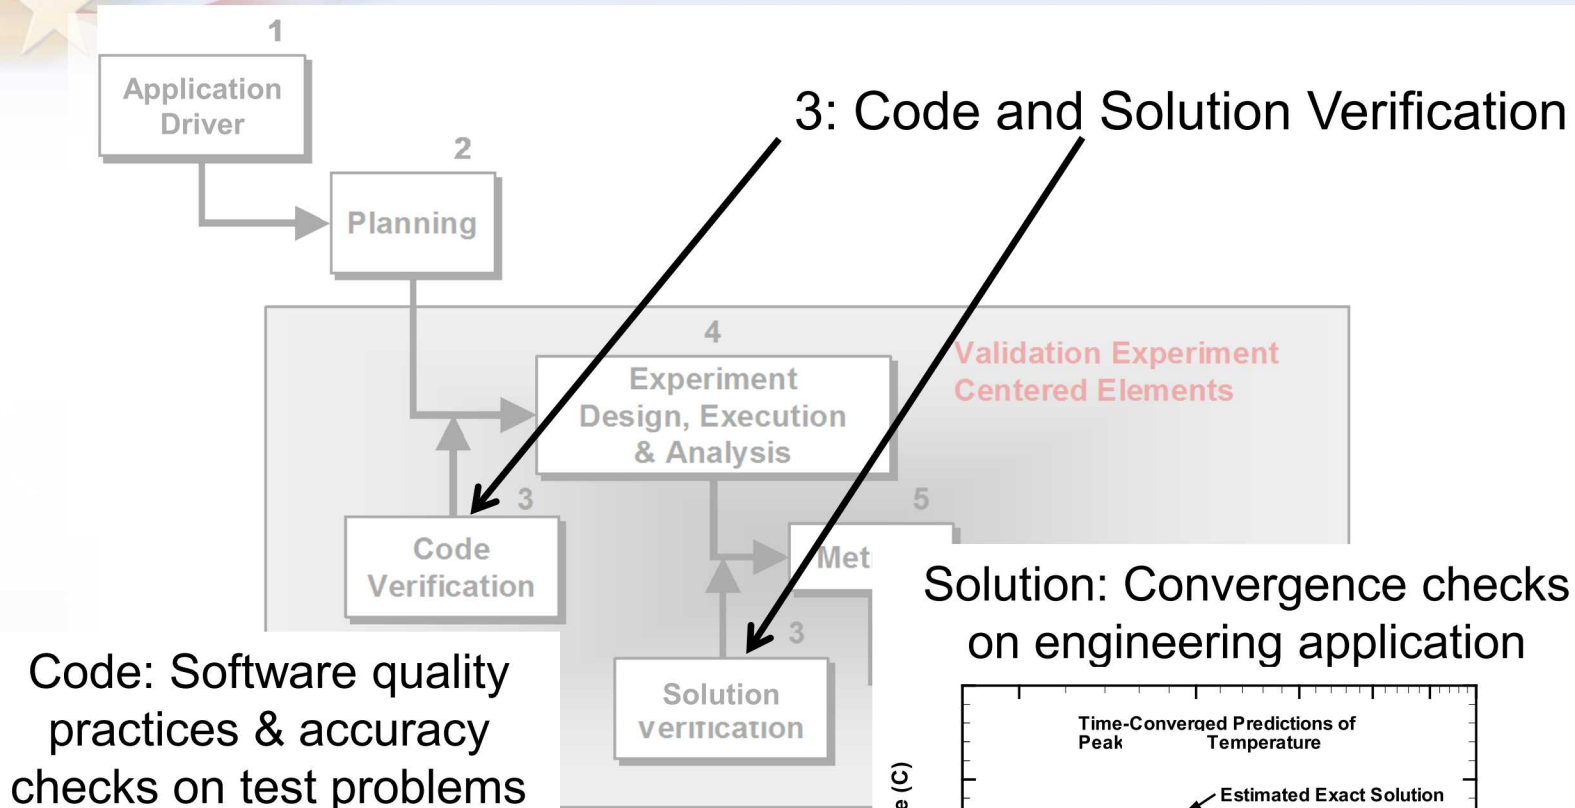 1
Application
Driver
3: Code and Solution Verification
2
Planning
4
Validation Experiment
Centered Elements
Experiment
Design, Execution
& Analysis
3
Code
Verification
5
Met
Solution: Convergence checks
on engineering application
3
Solution
Verification
Code: Software quality
practices & accuracy
checks on test problems
Time-Converged Predictions of
Peak Temperature
(C)
Estimated Exact Solution